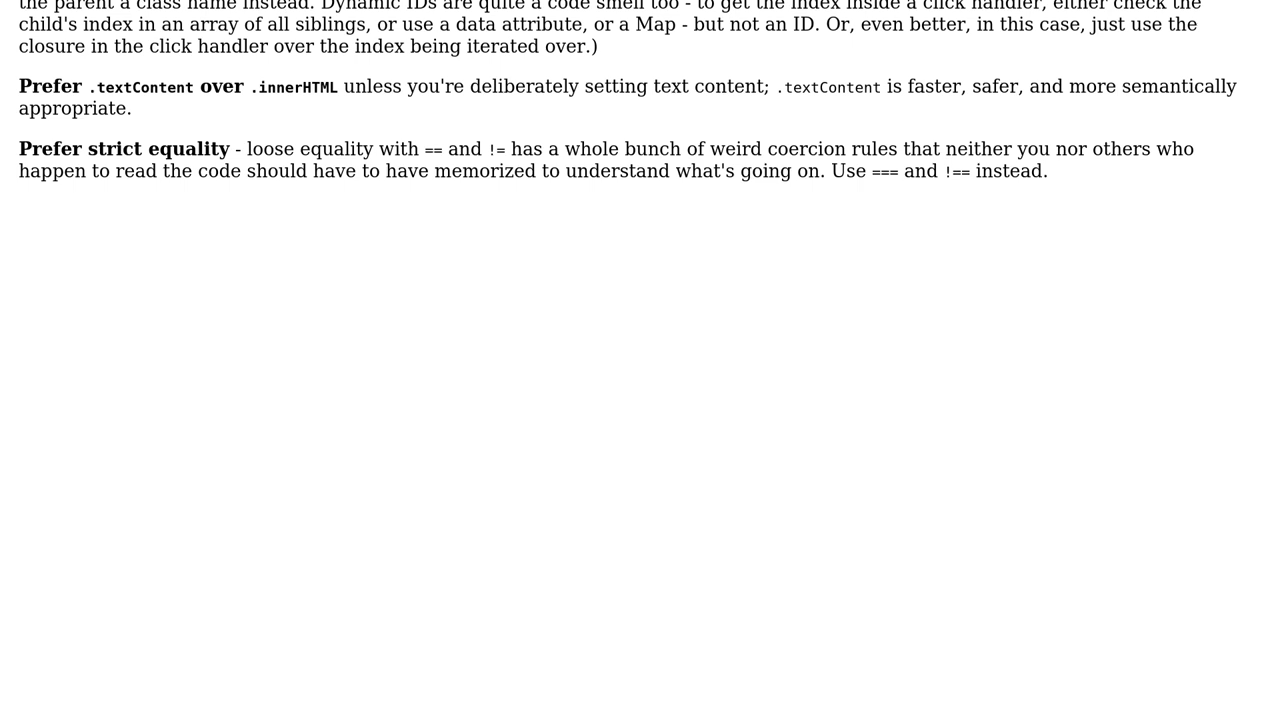 the parent a class name instead. Dynamic IDs are quite a code smell too - to get the index inside a click handler, either check the
child's index in an array of all siblings, or use a data attribute, or a Map - but not an ID. Or, even better, in this case, just use the
closure in the click handler over the index being iterated over.)
Prefer .textContent over .innerHTML unless you're deliberately setting text content; .textContent is faster, safer, and more semantically
appropriate.
Prefer strict equality - loose equality with == and != has a whole bunch of weird coercion rules that neither you nor others who
happen to read the code should have to have memorized to understand what's going on. Use === and !== instead.